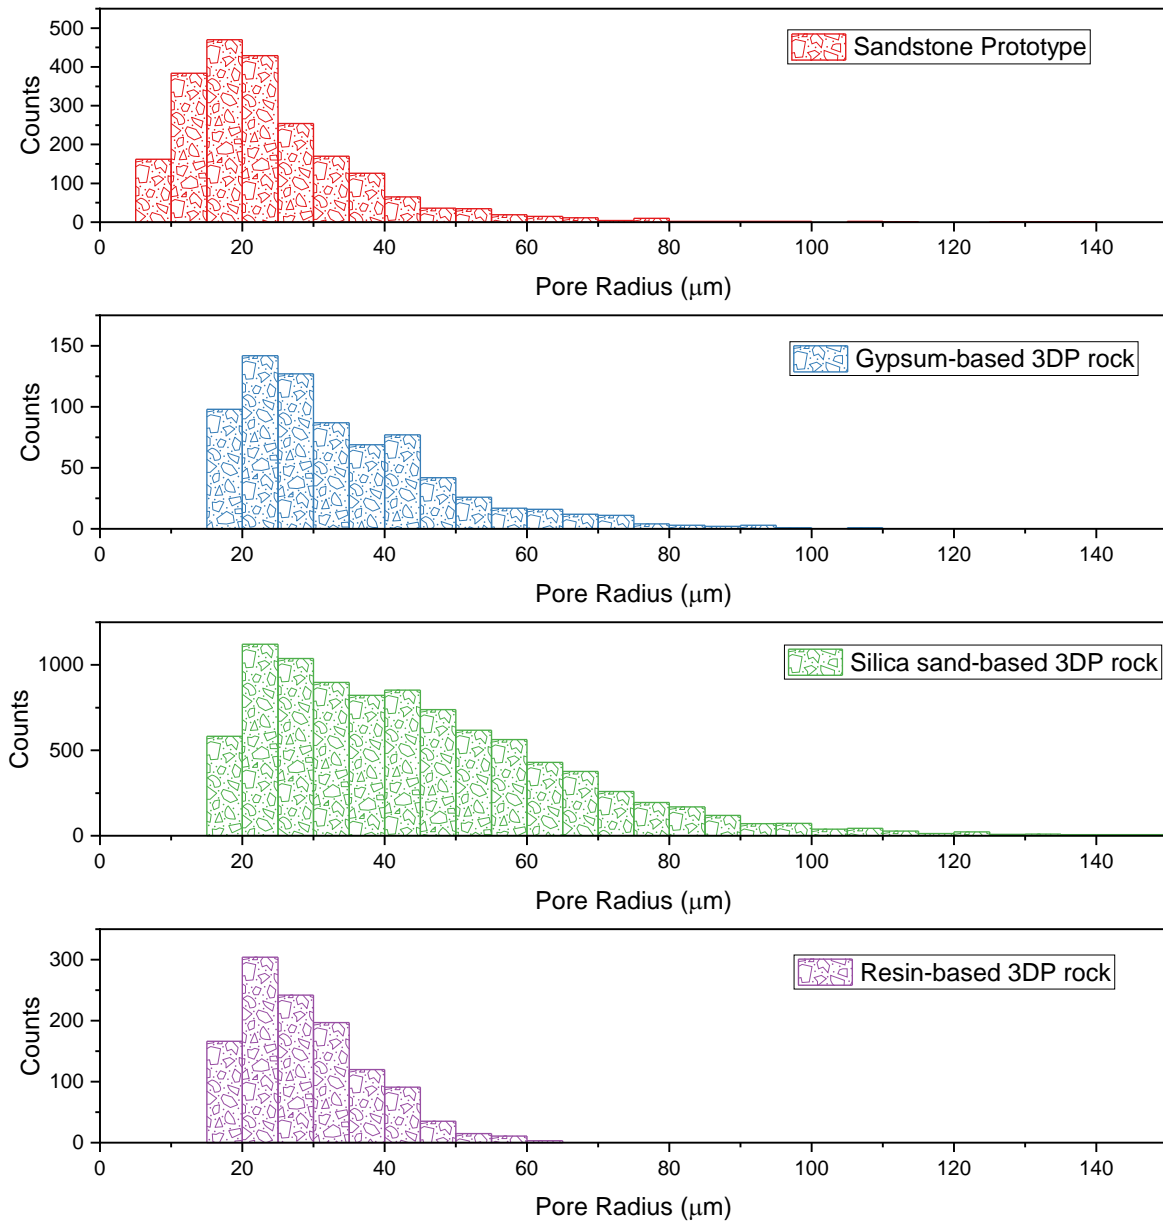 500
400
300
200
100
0
Counts
Sandstone Prototype
0 20 40 60 80 100 120 140
Pore Radius (μm)
150
100
50
0
Counts
Gypsum-based 3DP rock
0 20 40 60 80 100 120 140
Pore Radius (μm)
1000
500
0
Counts
Silica sand-based 3DP rock
0 20 40 60 80 100 120 140
Pore Radius (μm)
300
200
100
0
Counts
Resin-based 3DP rock
0 20 40 60 80 100 120 140
Pore Radius (μm)